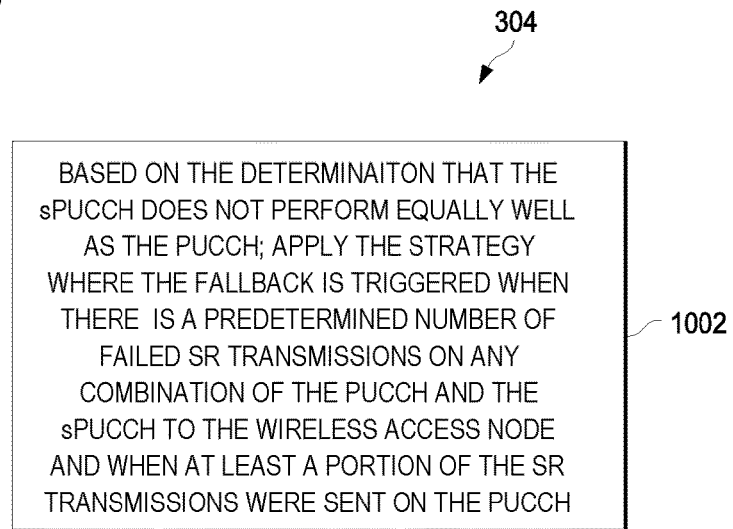 304
BASED ON THE DETERMINAITON THAT THE
sPUCCH DOES NOT PERFORM EQUALLY WELL
AS THE PUCCH; APPLY THE STRATEGY
WHERE THE FALLBACK IS TRIGGERED WHEN
THERE IS A PREDETERMINED NUMBER OF
FAILED SR TRANSMISSIONS ON ANY
COMBINATION OF THE PUCCH AND THE
sPUCCH TO THE WIRELESS ACCESS NODE
AND WHEN AT LEAST A PORTION OF THE SR
TRANSMISSIONS WERE SENT ON THE PUCCH
1002